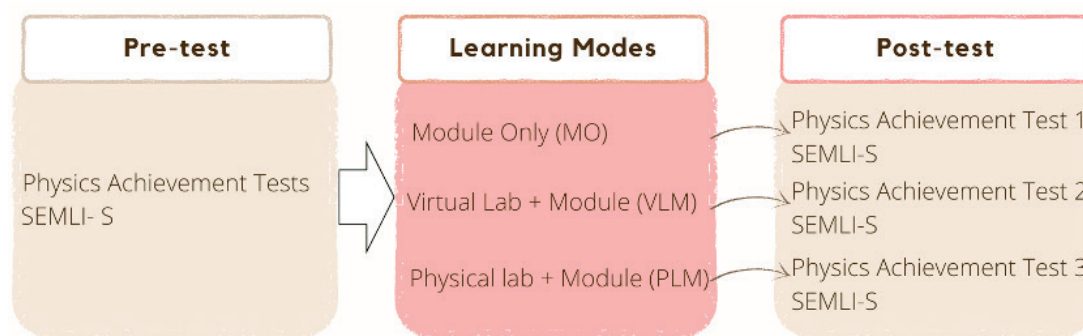 Pre-test
Physics Achievement Tests
SEMLI- S
Learning Modes
Module Only (MO)
Virtual Lab + Module (VLM)
Physical lab + Module (PLM)
Post-test
Physics Achievement Test 1
SEMLI-S
Physics Achievement Test 2
SEMLI-S
Physics Achievement Test 3
SEMLI-S